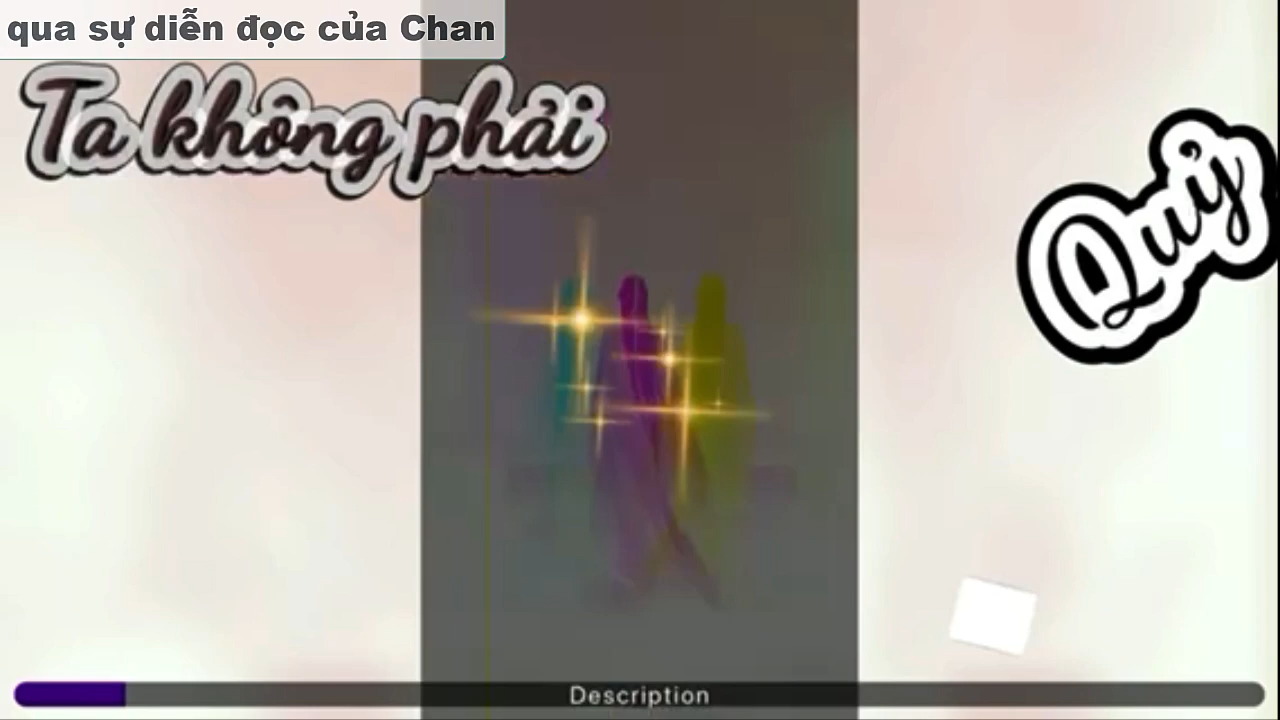 qua sự diễn đọc của Chan
Ta không phải
Quỷ
Description